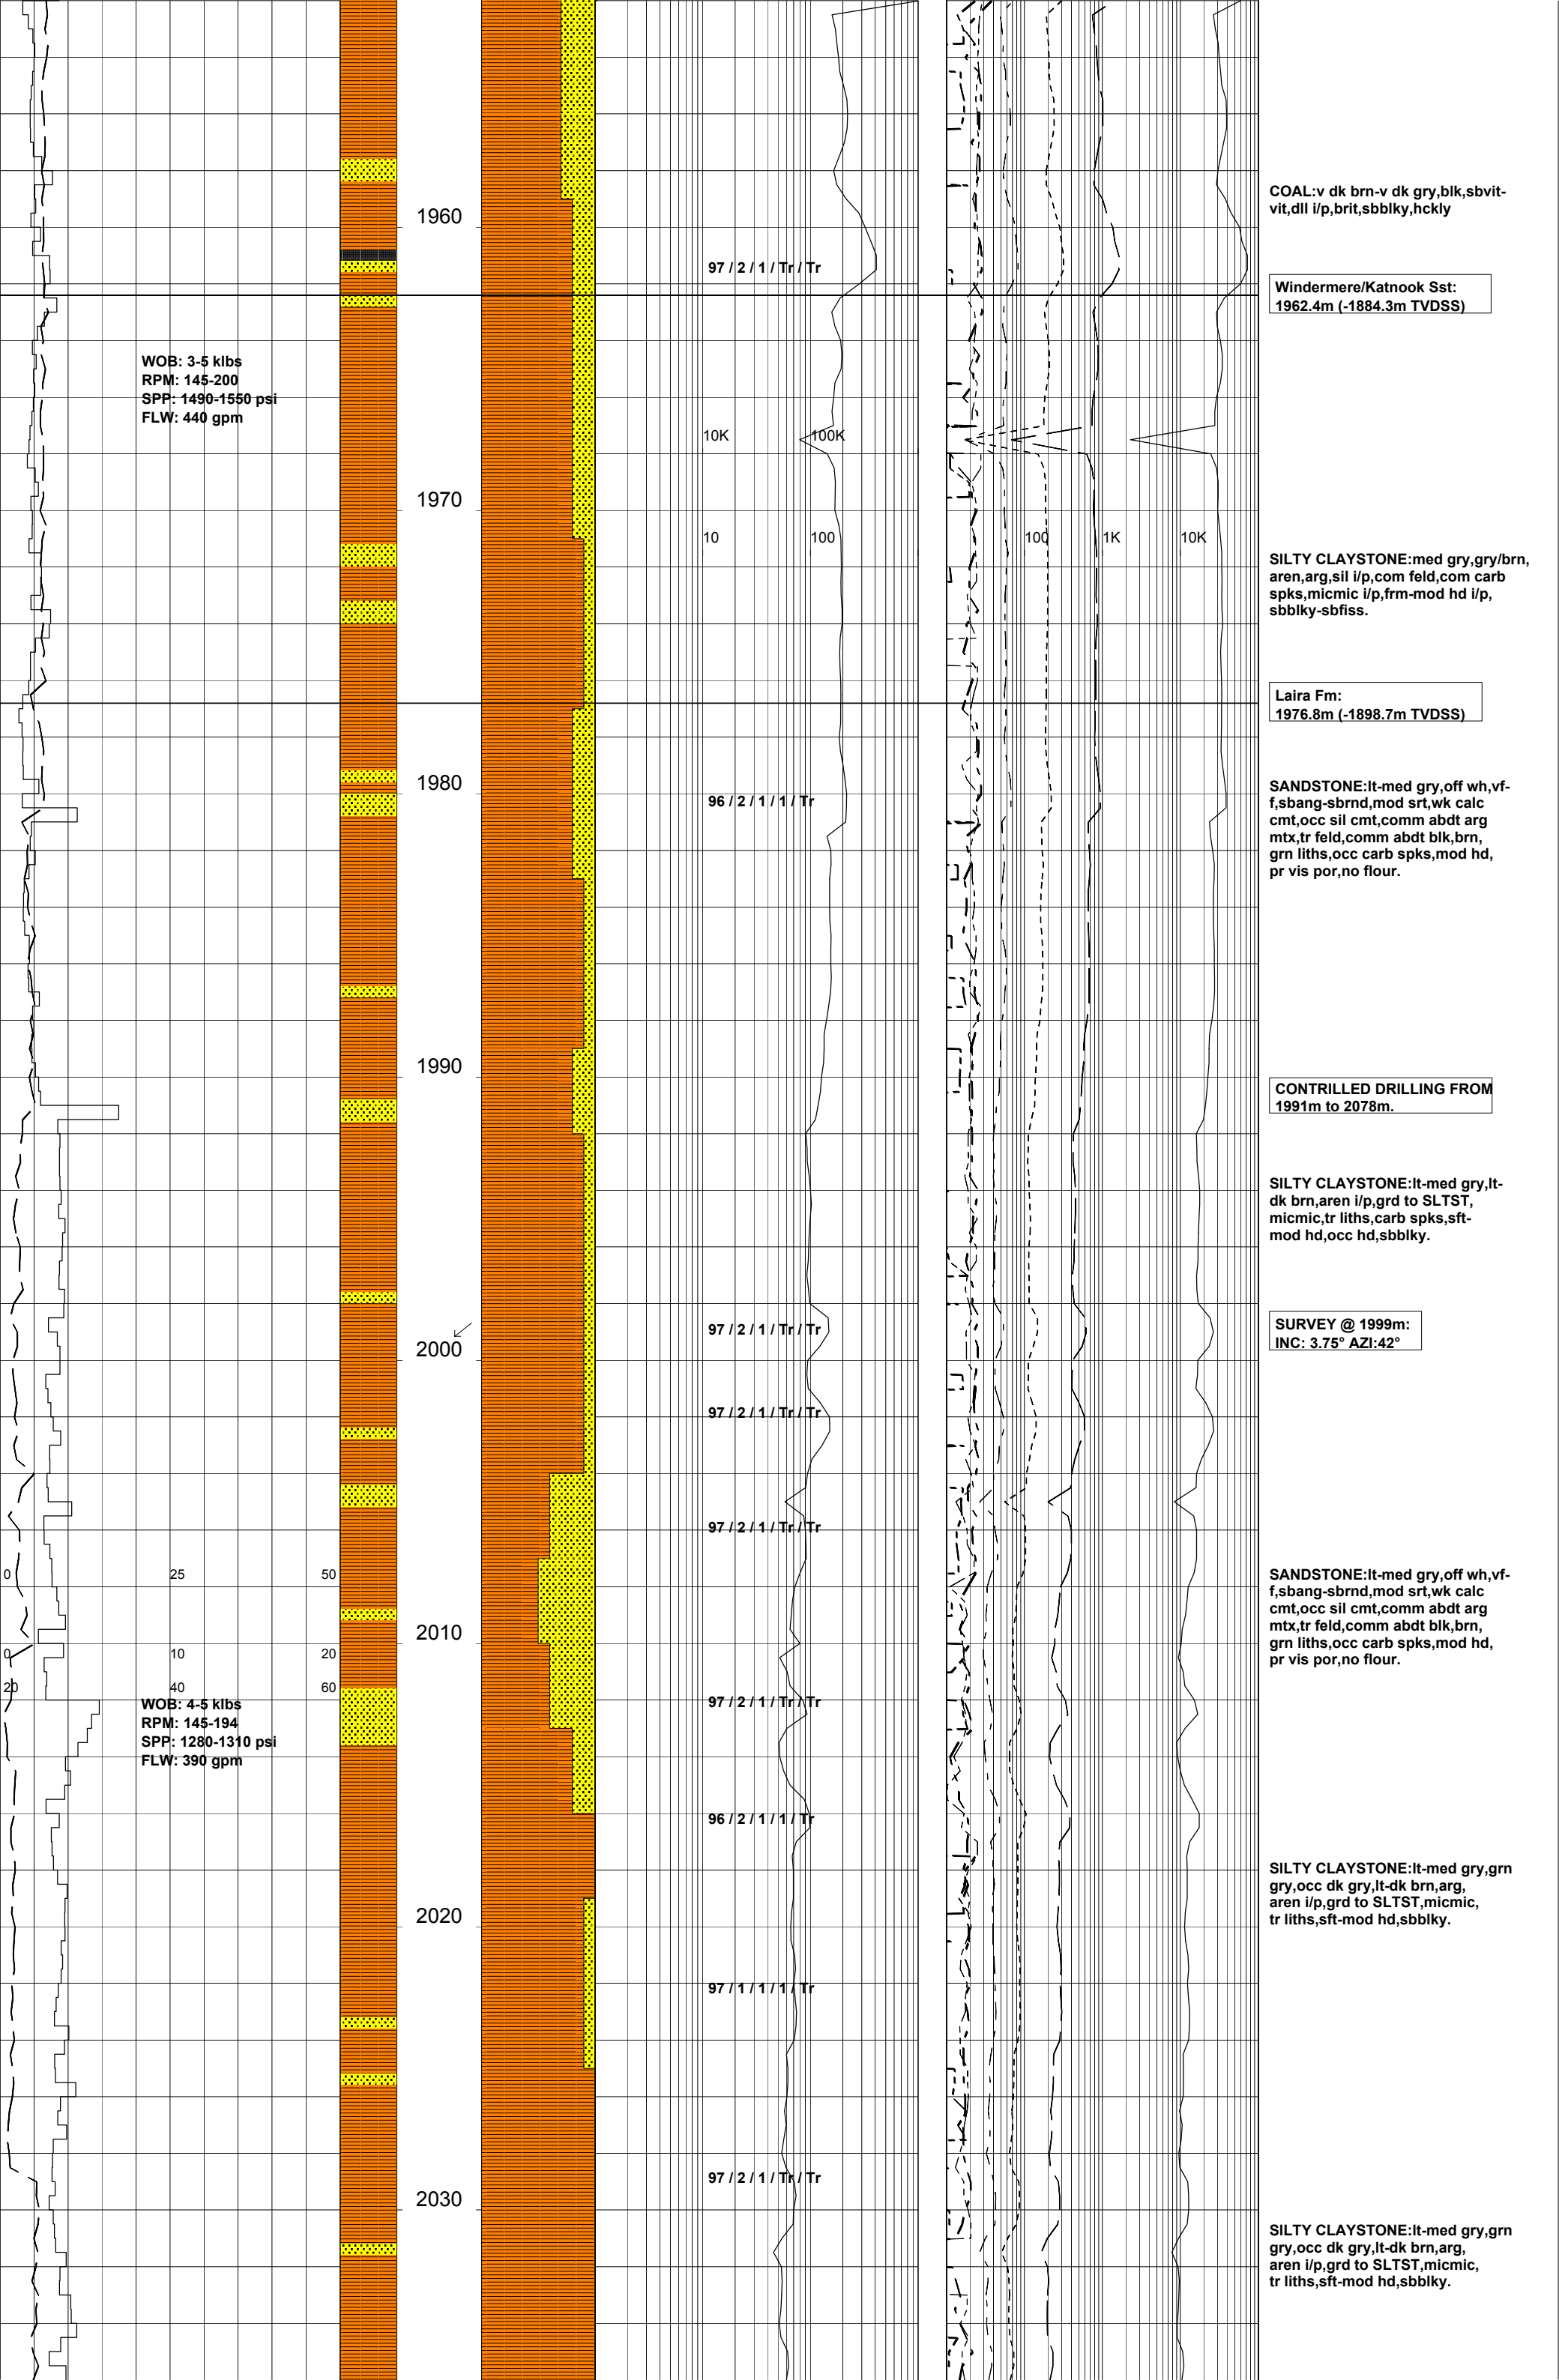 COAL:v dk brn-v dk gry,blk,sbvit-
vit,dll i/p,brit,sbblky,hckly
1960
97 / 2 / 1 / Tr / Tr
Windermere/Katnook Sst:
1962.4m (-1884.3m TVDSS)
WOB: 3-5 klbs
RPM: 145-200
SPP: 1490-1550 psi
FLW: 440 gpm
10K 100K
1970
10 100 100 1K 10K
SILTY CLAYSTONE:med gry,gry/brn,
aren,arg,sil i/p,com feld,com carb
spks,micmic i/p,frm-mod hd i/p,
sbblky-sbfiss.
Laira Fm:
1976.8m (-1898.7m TVDSS)
1980
96 / 2 / 1 / 1 / Tr
SANDSTONE:lt-med gry,off wh,vf-
f,sbang-sbrnd,mod srt,wk calc
cmt,occ sil cmt,comm abdt arg
mtx,tr feld,comm abdt blk,brn,
grn liths,occ carb spks,mod hd,
pr vis por,no flour.
1990
CONTRILLED DRILLING FROM
1991m to 2078m.
SILTY CLAYSTONE:lt-med gry,lt-
dk brn,aren i/p,grd to SLTST,
micmic,tr liths,carb spks,sft-
mod hd,occ hd,sbblky.
97 / 2 / 1 / Tr / Tr
SURVEY @ 1999m:
INC: 3.75° AZI:42°
2000
97 / 2 / 1 / Tr / Tr
97 / 2 / 1 / Tr / Tr
0 25 50
SANDSTONE:lt-med gry,off wh,vf-
f,sbang-sbrnd,mod srt,wk calc
cmt,occ sil cmt,comm abdt arg
mtx,tr feld,comm abdt blk,brn,
grn liths,occ carb spks,mod hd,
pr vis por,no flour.
2010
0 10 20
20 40 60
WOB: 4-5 klbs
RPM: 145-194
SPP: 1280-1310 psi
FLW: 390 gpm
97 / 2 / 1 / Tr / Tr
96 / 2 / 1 / 1 / Tr
SILTY CLAYSTONE:lt-med gry,grn
gry,occ dk gry,lt-dk brn,arg,
aren i/p,grd to SLTST,micmic,
tr liths,sft-mod hd,sbblky.
2020
97 / 1 / 1 / 1 / Tr
97 / 2 / 1 / Tr / Tr
2030
SILTY CLAYSTONE:lt-med gry,grn
gry,occ dk gry,lt-dk brn,arg,
aren i/p,grd to SLTST,micmic,
tr liths,sft-mod hd,sbblky.